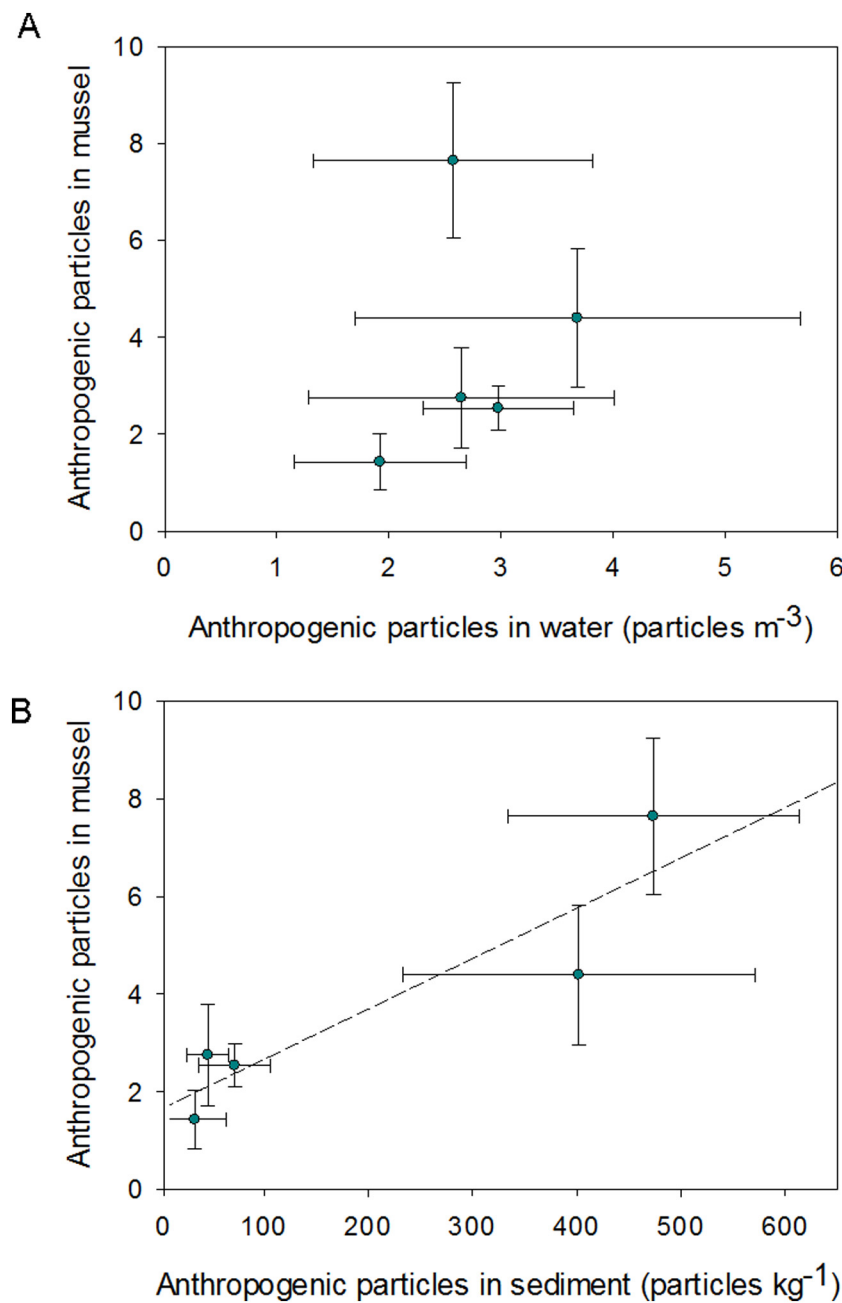 A
Anthropogenic particles in mussel
10
8
6
4
2
0
0 1 2 3 4 5 6
Anthropogenic particles in water (particles m⁻³)
B
Anthropogenic particles in mussel
10
8
6
4
2
0
0 100 200 300 400 500 600
Anthropogenic particles in sediment (particles kg⁻¹)